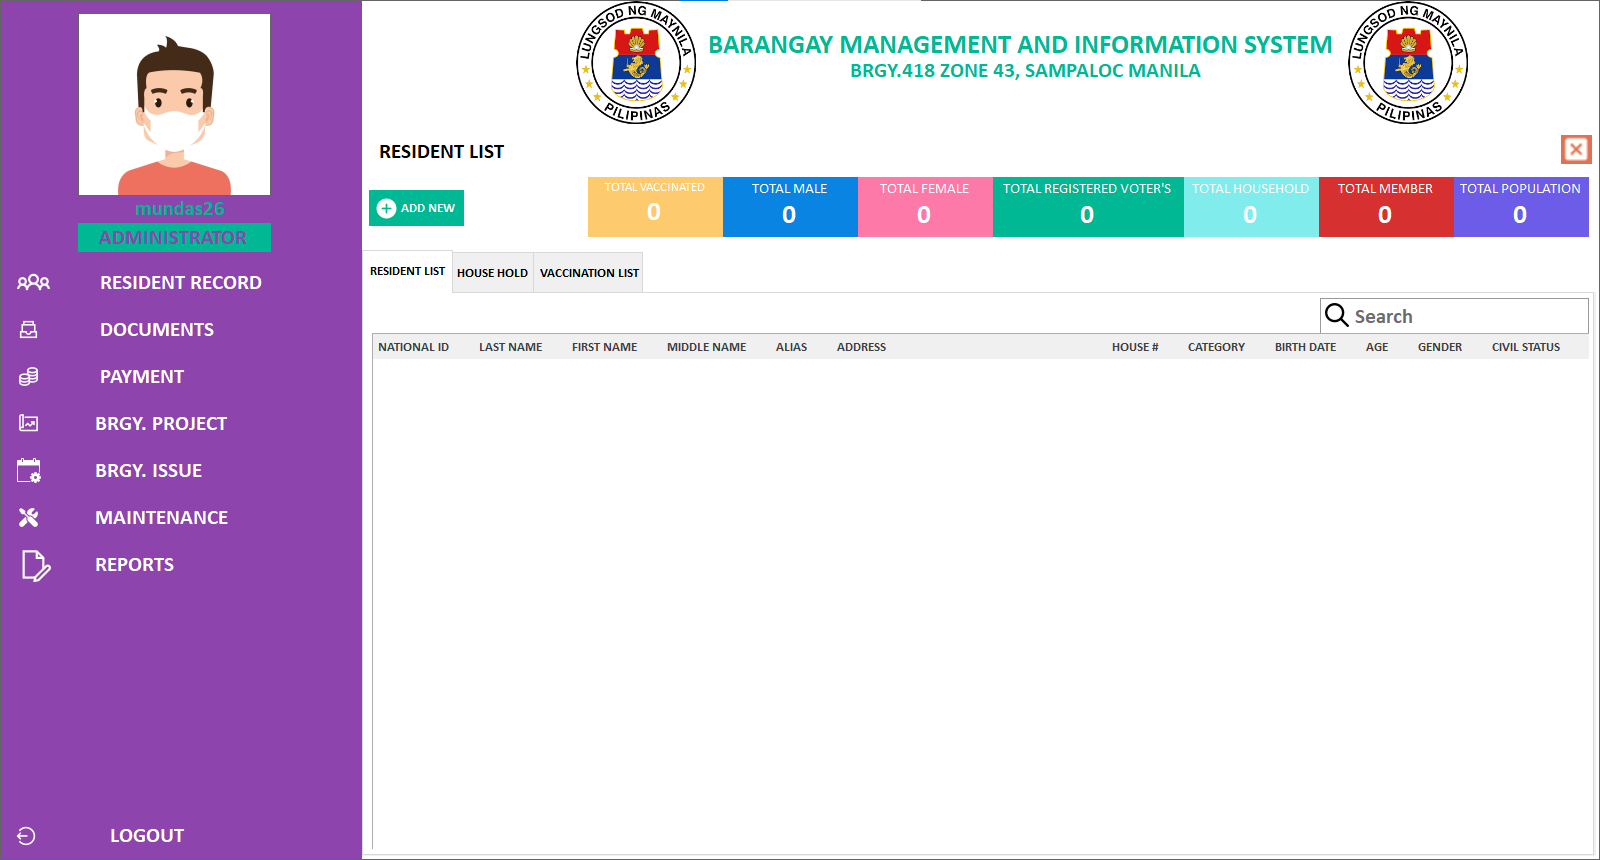 LUNGSOD NG MAYNILA
PILIPINAS
BARANGAY MANAGEMENT AND INFORMATION SYSTEM
BRGY.418 ZONE 43, SAMPALOC MANILA
LUNGSOD NG MAYNILA
PILIPINAS
mundas26
ADMINISTRATOR
RESIDENT RECORD
DOCUMENTS
PAYMENT
BRGY. PROJECT
BRGY. ISSUE
MAINTENANCE
REPORTS
LOGOUT
RESIDENT LIST
ADD NEW
TOTAL VACCINATED
0
TOTAL MALE
0
TOTAL FEMALE
0
TOTAL REGISTERED VOTER'S
0
TOTAL HOUSEHOLD
0
TOTAL MEMBER
0
TOTAL POPULATION
0
RESIDENT LIST HOUSE HOLD VACCINATION LIST
Search
NATIONAL ID LAST NAME FIRST NAME MIDDLE NAME ALIAS ADDRESS HOUSE # CATEGORY BIRTH DATE AGE GENDER CIVIL STATUS